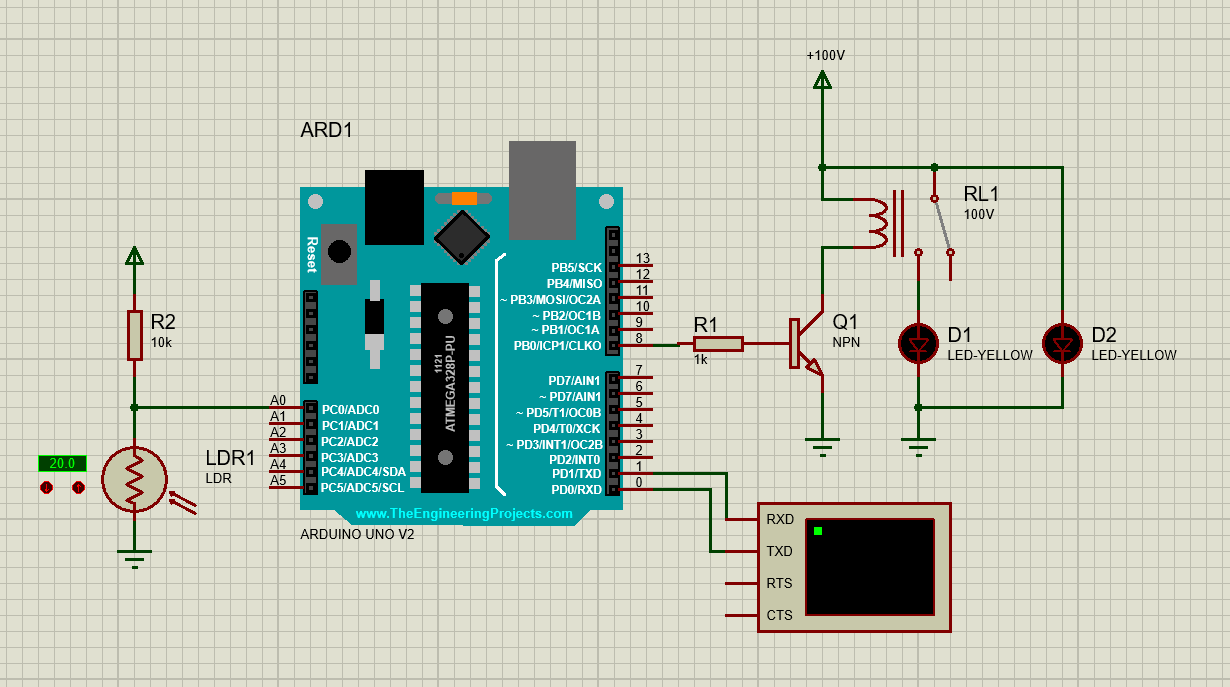 +100V
ARD1
RL1
100V
Reset
1121
ATMEGA328P-PU
PB5/SCK 13
PB4/MISO 12
~ PB3/MOSI/OC2A 11
~ PB2/OC1B 10
~ PB1/OC1A 9
PB0/ICP1/CLKO 8
R2
10k
R1
1k
Q1
NPN
D1
LED-YELLOW
D2
LED-YELLOW
PD7/AIN1 7
~ PD7/AIN1 6
~ PD5/T1/OC0B 5
PD4/T0/XCK 4
~ PD3/INT1/OC2B 3
PD2/INT0 2
PD1/TXD 1
PD0/RXD 0
A0 PC0/ADC0
A1 PC1/ADC1
A2 PC2/ADC2
A3 PC3/ADC3
A4 PC4/ADC4/SDA
A5 PC5/ADC5/SCL
20.0
LDR1
LDR
www.TheEngineeringProjects.com
ARDUINO UNO V2
RXD
TXD
RTS
CTS